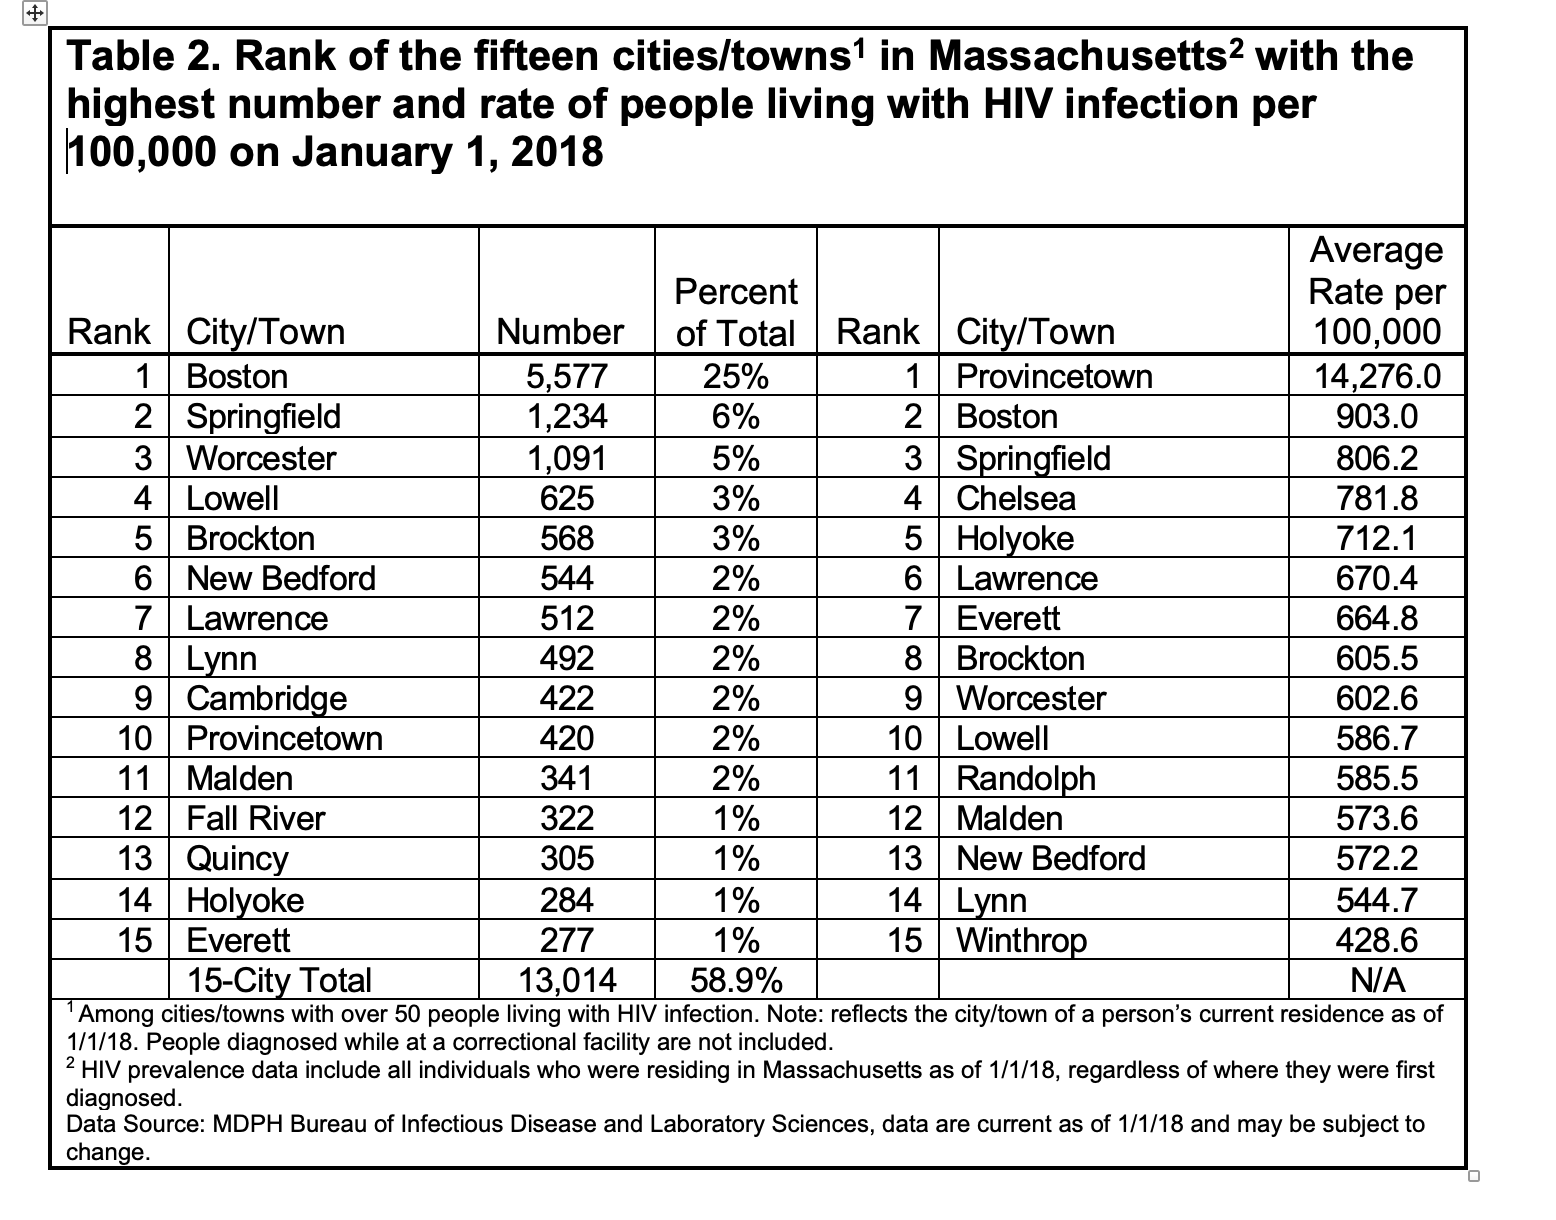 Table 2. Rank of the fifteen cities/towns¹ in Massachusetts² with the
highest number and rate of people living with HIV infection per
100,000 on January 1, 2018
Rank City/Town Number Percent of Total Rank City/Town Average Rate per 100,000
1 Boston 5,577 25% 1 Provincetown 14,276.0
2 Springfield 1,234 6% 2 Boston 903.0
3 Worcester 1,091 5% 3 Springfield 806.2
4 Lowell 625 3% 4 Chelsea 781.8
5 Brockton 568 3% 5 Holyoke 712.1
6 New Bedford 544 2% 6 Lawrence 670.4
7 Lawrence 512 2% 7 Everett 664.8
8 Lynn 492 2% 8 Brockton 605.5
9 Cambridge 422 2% 9 Worcester 602.6
10 Provincetown 420 2% 10 Lowell 586.7
11 Malden 341 2% 11 Randolph 585.5
12 Fall River 322 1% 12 Malden 573.6
13 Quincy 305 1% 13 New Bedford 572.2
14 Holyoke 284 1% 14 Lynn 544.7
15 Everett 277 1% 15 Winthrop 428.6
15-City Total 13,014 58.9% N/A
¹ Among cities/towns with over 50 people living with HIV infection. Note: reflects the city/town of a person’s current residence as of
1/1/18. People diagnosed while at a correctional facility are not included.
² HIV prevalence data include all individuals who were residing in Massachusetts as of 1/1/18, regardless of where they were first
diagnosed.
Data Source: MDPH Bureau of Infectious Disease and Laboratory Sciences, data are current as of 1/1/18 and may be subject to
change.